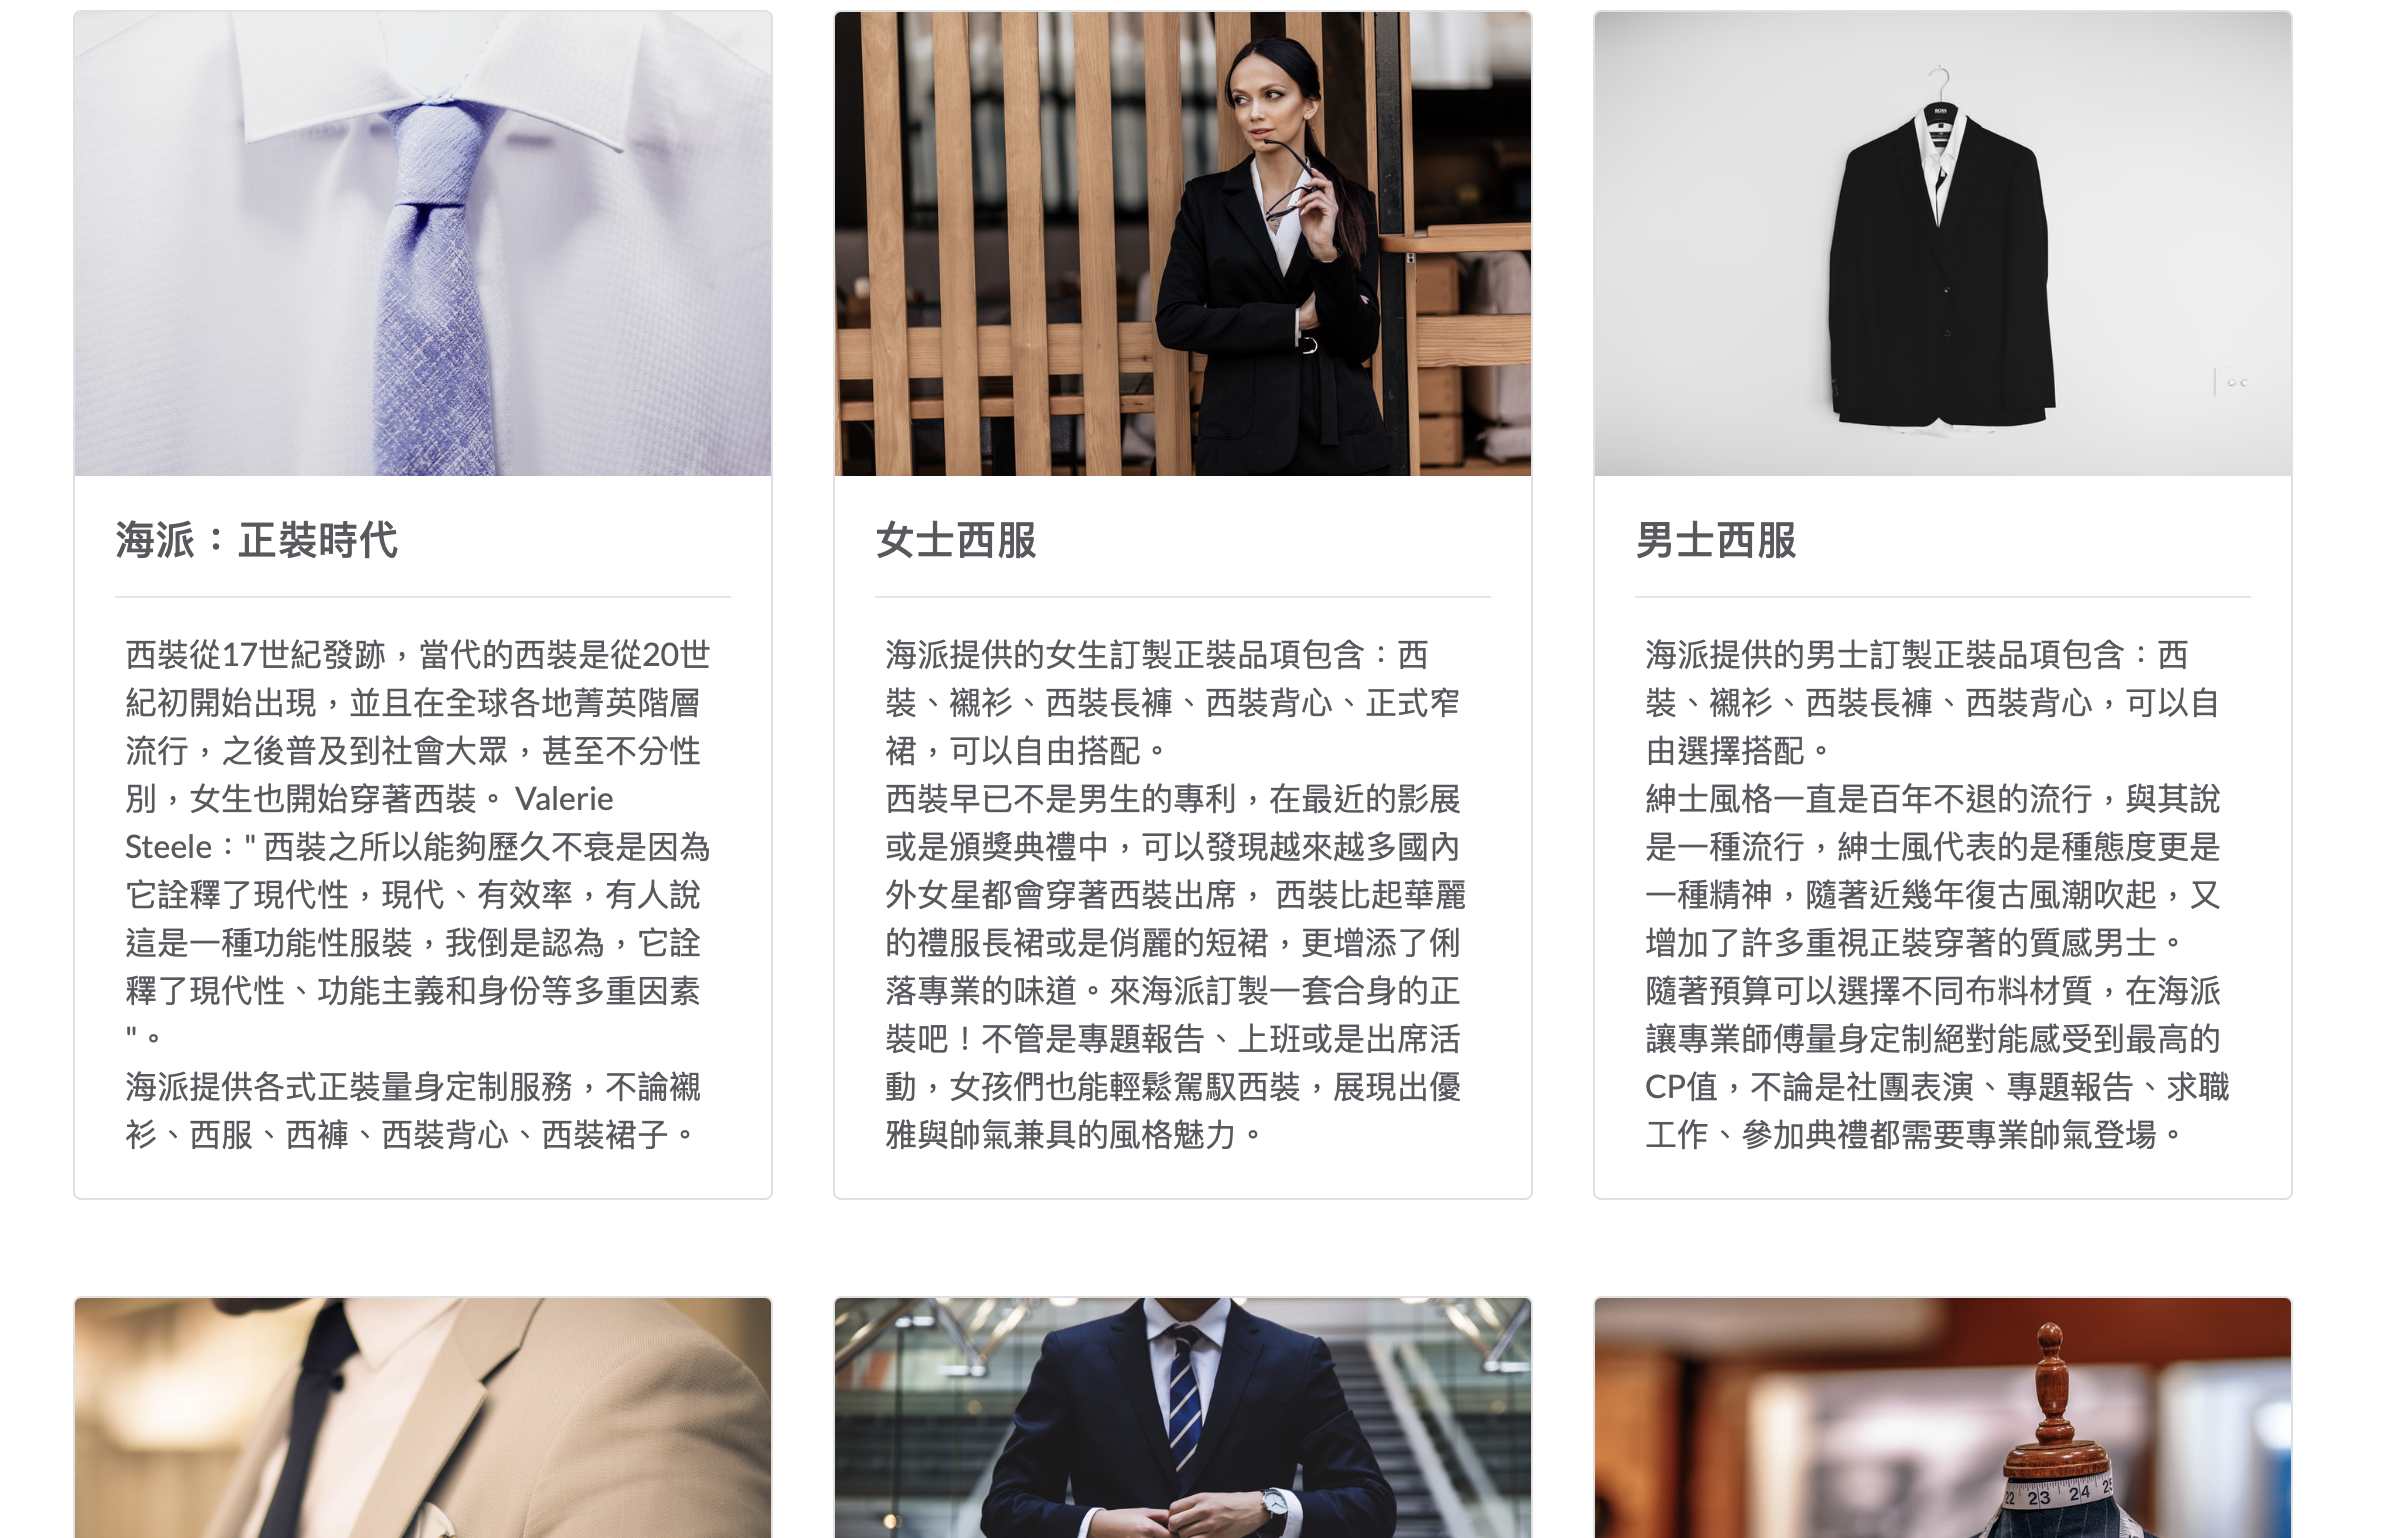 海派：正裝時代
西裝從17世紀發跡，當代的西裝是從20世
紀初開始出現，並且在全球各地菁英階層
流行，之後普及到社會大眾，甚至不分性
別，女生也開始穿著西裝。 Valerie
Steele：" 西裝之所以能夠歷久不衰是因為
它詮釋了現代性，現代、有效率，有人說
這是一種功能性服裝，我倒是認為，它詮
釋了現代性、功能主義和身份等多重因素
"。
海派提供各式正裝量身定制服務，不論襯
衫、西服、西褲、西裝背心、西裝裙子。
女士西服
海派提供的女生訂製正裝品項包含：西
裝、襯衫、西裝長褲、西裝背心、正式窄
裙，可以自由搭配。
西裝早已不是男生的專利，在最近的影展
或是頒獎典禮中，可以發現越來越多國內
外女星都會穿著西裝出席， 西裝比起華麗
的禮服長裙或是俏麗的短裙，更增添了俐
落專業的味道。來海派訂製一套合身的正
裝吧！不管是專題報告、上班或是出席活
動，女孩們也能輕鬆駕馭西裝，展現出優
雅與帥氣兼具的風格魅力。
BOSS
男士西服
海派提供的男士訂製正裝品項包含：西
裝、襯衫、西裝長褲、西裝背心，可以自
由選擇搭配。
紳士風格一直是百年不退的流行，與其說
是一種流行，紳士風代表的是種態度更是
一種精神，隨著近幾年復古風潮吹起，又
增加了許多重視正裝穿著的質感男士。
隨著預算可以選擇不同布料材質，在海派
讓專業師傅量身定制絕對能感受到最高的
CP值，不論是社團表演、專題報告、求職
工作、參加典禮都需要專業帥氣登場。
22 23 24